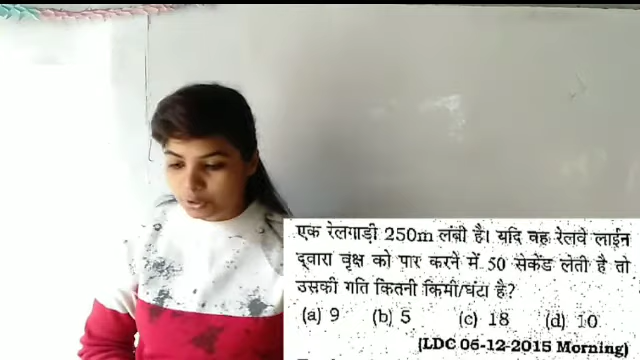 एक रेलगाड़ी 250m लंबी है। यदि वह रेलवे लाईन
द्वारा वृक्ष को पार करने में 50 सेकेंड लेती है तो
उसकी गति कितनी किमी/घंटा है?
(a) 9 (b) 5 (c) 18 (d) 10
[LDC 06-12-2015 Morning)